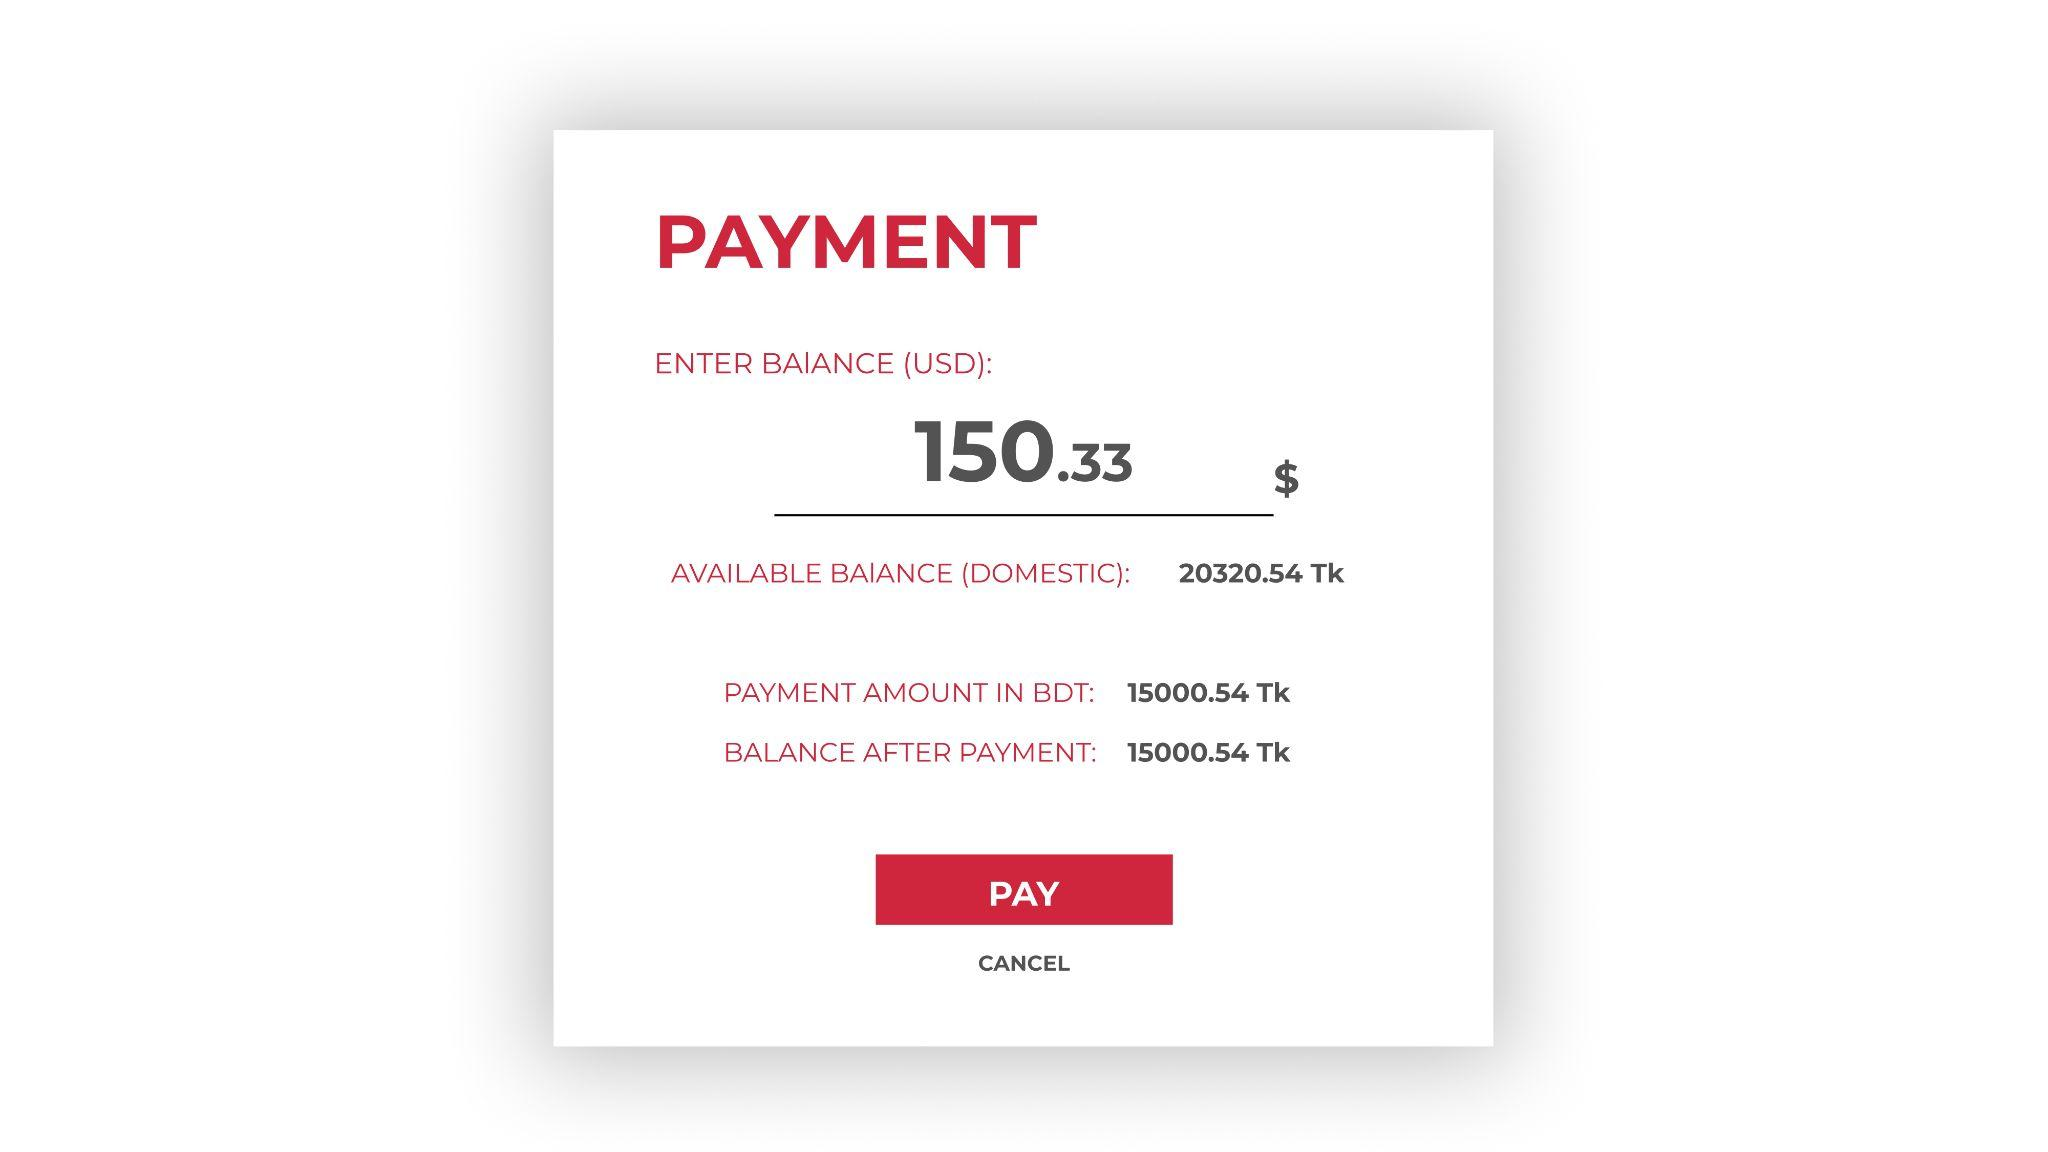 PAYMENT
ENTER BAlANCE (USD):
150.33 $
AVAILABLE BAlANCE (DOMESTIC): 20320.54 Tk
PAYMENT AMOUNT IN BDT: 15000.54 Tk
BALANCE AFTER PAYMENT: 15000.54 Tk
PAY
CANCEL